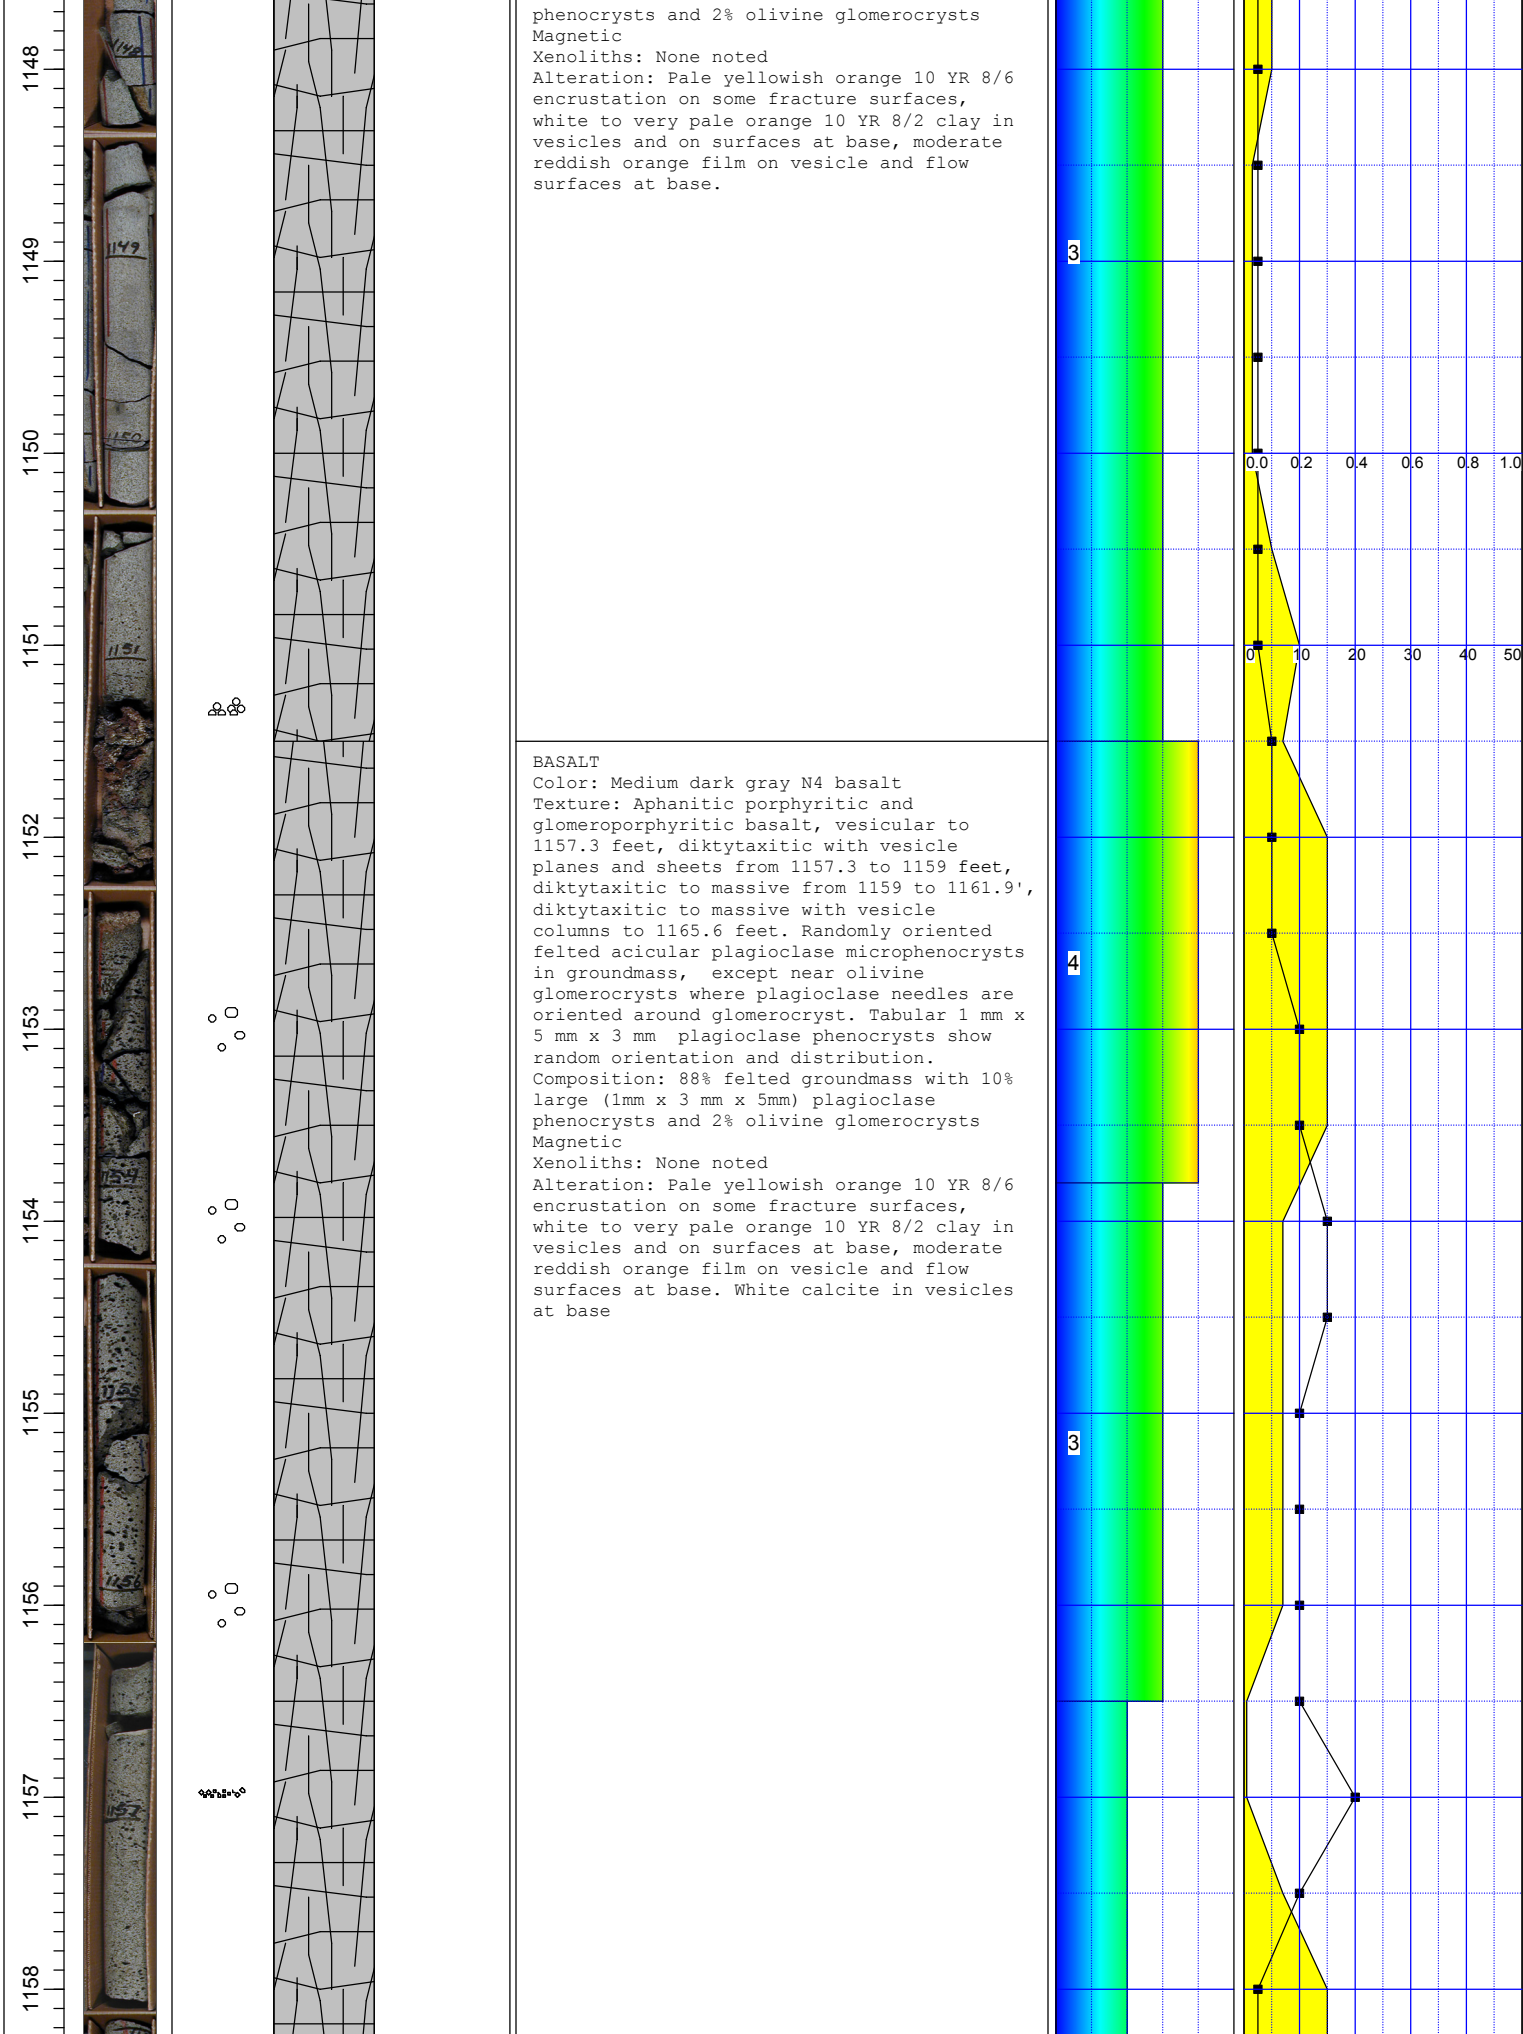 phenocrysts and 2% olivine glomerocrysts
Magnetic
Xenoliths: None noted
Alteration: Pale yellowish orange 10 YR 8/6
encrustation on some fracture surfaces,
white to very pale orange 10 YR 8/2 clay in
vesicles and on surfaces at base, moderate
reddish orange film on vesicle and flow
surfaces at base.
BASALT
Color: Medium dark gray N4 basalt
Texture: Aphanitic porphyritic and
glomeroporphyritic basalt, vesicular to
1157.3 feet, diktytaxitic with vesicle
planes and sheets from 1157.3 to 1159 feet,
diktytaxitic to massive from 1159 to 1161.9',
diktytaxitic to massive with vesicle
columns to 1165.6 feet. Randomly oriented
felted acicular plagioclase microphenocrysts
in groundmass,  except near olivine
glomerocrysts where plagioclase needles are
oriented around glomerocryst. Tabular 1 mm x
5 mm x 3 mm  plagioclase phenocrysts show
random orientation and distribution.
Composition: 88% felted groundmass with 10%
large (1mm x 3 mm x 5mm) plagioclase
phenocrysts and 2% olivine glomerocrysts
Magnetic
Xenoliths: None noted
Alteration: Pale yellowish orange 10 YR 8/6
encrustation on some fracture surfaces,
white to very pale orange 10 YR 8/2 clay in
vesicles and on surfaces at base, moderate
reddish orange film on vesicle and flow
surfaces at base. White calcite in vesicles
at base
1148
1149
1150
1151
1152
1153
1154
1155
1156
1157
1158
1148
1149
1150
1151
1154
1155
1156
1157
3
4
3
0.0 0.2 0.4 0.6 0.8 1.0
0 10 20 30 40 50